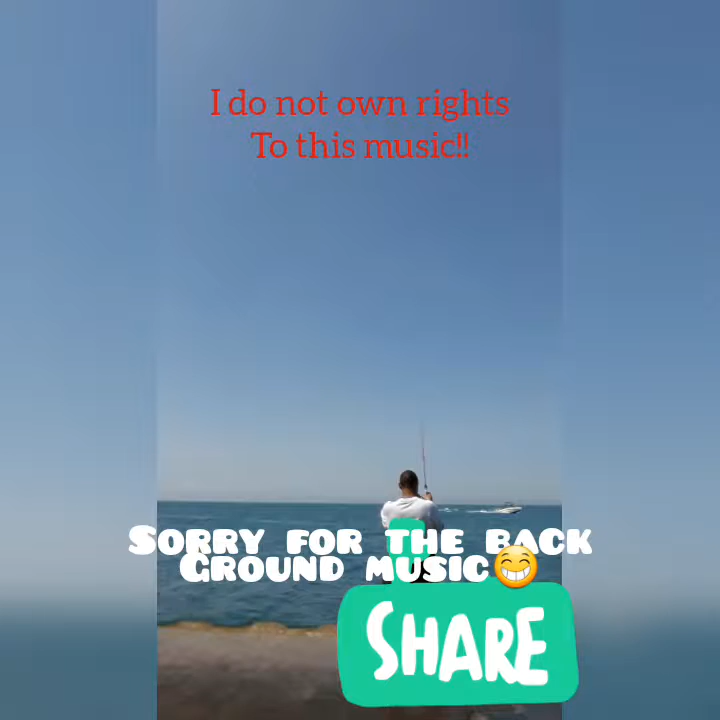 I do not own rights
To this music!!
Sorry for the back
Ground music😁
SHARE